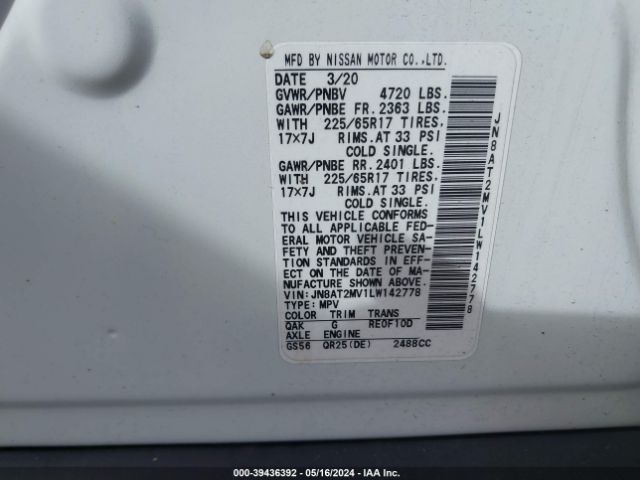 MFD BY NISSAN MOTOR CO.,LTD.
DATE 3/20
GVWR/PNBV 4720 LBS.
GAWR/PNBE FR. 2363 LBS.
WITH 225/65R17 TIRES.
17×7J RIMS. AT 33 PSI
COLD SINGLE.
GAWR/PNBE RR. 2401 LBS.
WITH 225/65R17 TIRES.
17×7J RIMS. AT 33 PSI
COLD SINGLE.
THIS VEHICLE CONFORMS
TO ALL APPLICABLE FED-
ERAL MOTOR VEHICLE SA-
FETY AND THEFT PREVEN-
TION STANDARDS IN EFF-
ECT ON THE DATE OF MA-
NUFACTURE SHOWN ABOVE.
VIN: JN8AT2MV1LW142778
TYPE: MPV
COLOR TRIM TRANS
QAK G RE0F10D
AXLE ENGINE
GS56 QR25(DE) 2488CC
JN8AT2MV1LW142778
000-39436392 - 05/16/2024 - IAA Inc.